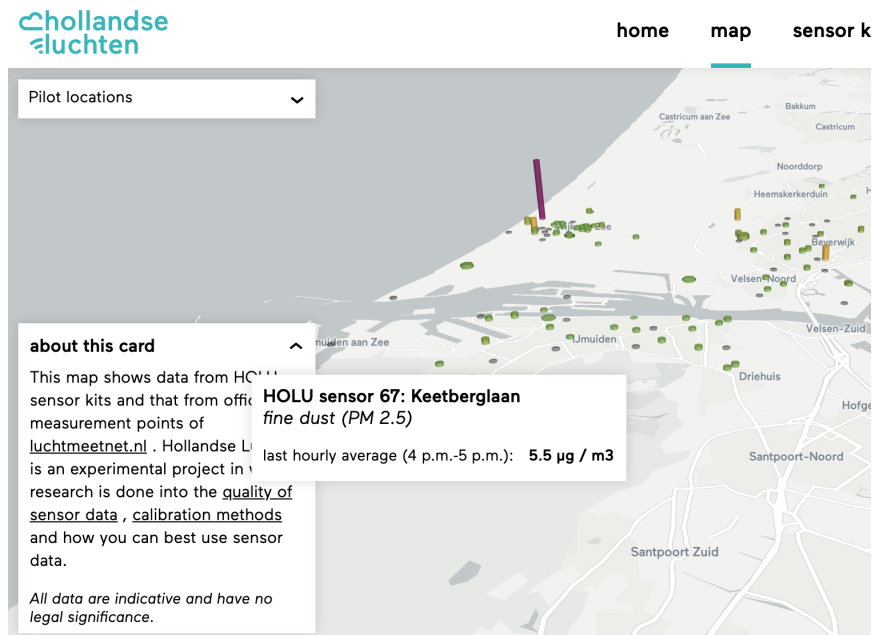 hollandse
luchten
home
map
sensor k
Pilot locations
Bakkum
Castricum aan Zee
Castricum
Noorddorp
Heemskerkerduin
H
Zee
Beverwijk
Velsen-Noord
muiden aan Zee
IJmuiden
Velsen-Zuid
Driehuis
Hofge
Santpoort-Noord
Santpoort Zuid
about this card
This map shows data from HOLU
sensor kits and that from offic
measurement points of
luchtmeetnet.nl . Hollandse L
is an experimental project in
research is done into the quality of
sensor data , calibration methods
and how you can best use sensor
data.
All data are indicative and have no
legal significance.
HOLU sensor 67: Keetberglaan
fine dust (PM 2.5)
last hourly average (4 p.m.-5 p.m.): 5.5 µg / m3